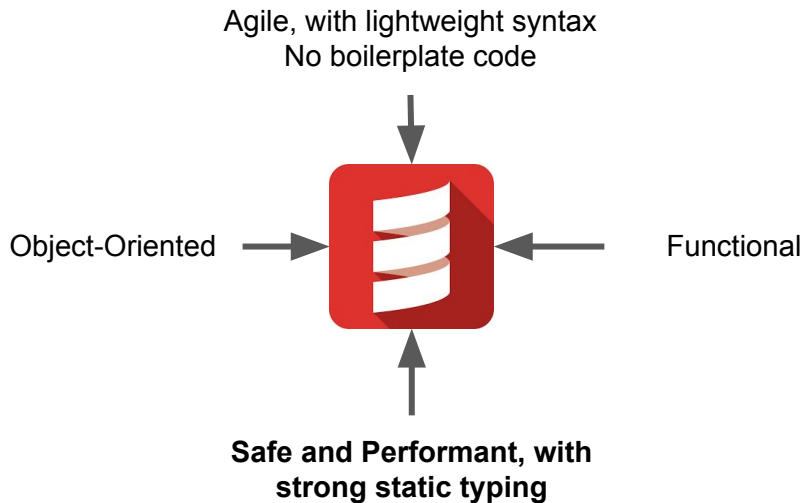 Agile, with lightweight syntax
No boilerplate code
Object-Oriented
Functional
Safe and Performant, with
strong static typing